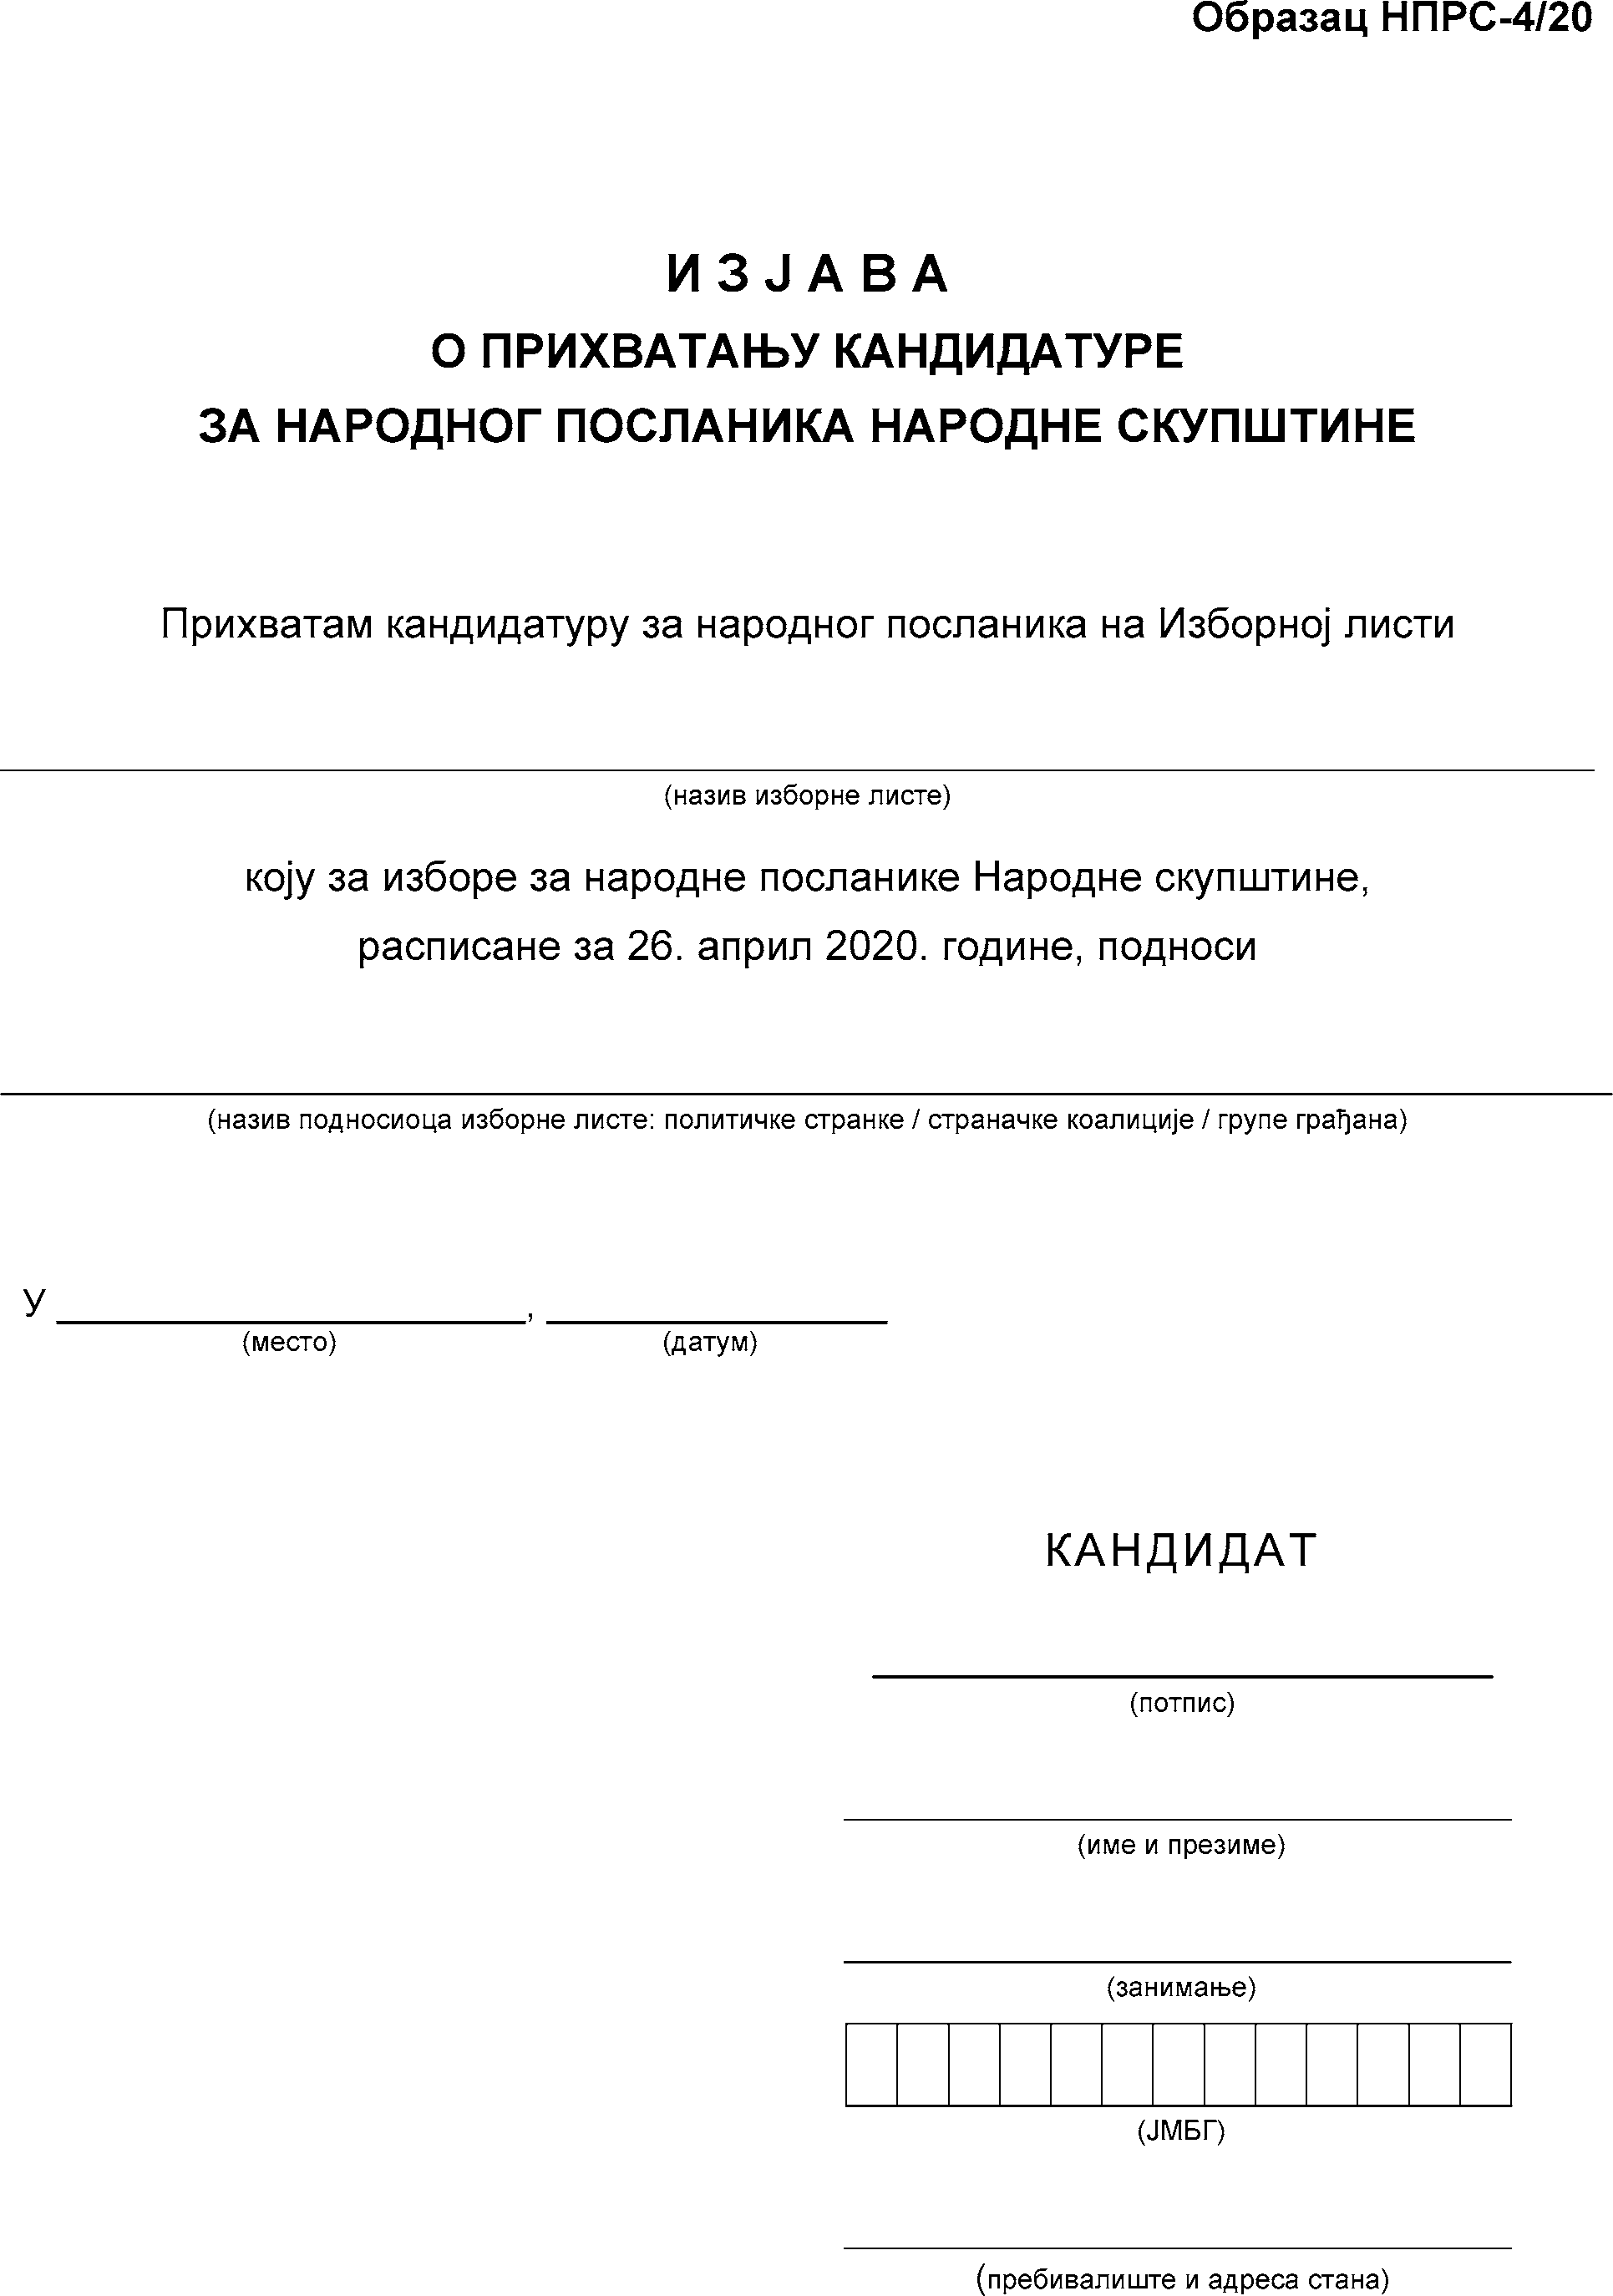 Образац НПРС-4/20
И З Ј А В А
О ПРИХВАТАЊУ КАНДИДАТУРЕ
ЗА НАРОДНОГ ПОСЛАНИКА НАРОДНЕ СКУПШТИНЕ
Прихватам кандидатуру за народног посланика на Изборној листи
(назив изборне листе)
коју за изборе за народне посланике Народне скупштине,
расписане за 26. април 2020. године, подноси
(назив подносиоца изборне листе: политичке странке / страначке коалиције / групе грађана)
У ____________________, ______________
(место) (датум)
КАНДИДАТ
(потпис)
(име и презиме)
(занимање)
(ЈМБГ)
(пребивалиште и адреса стана)